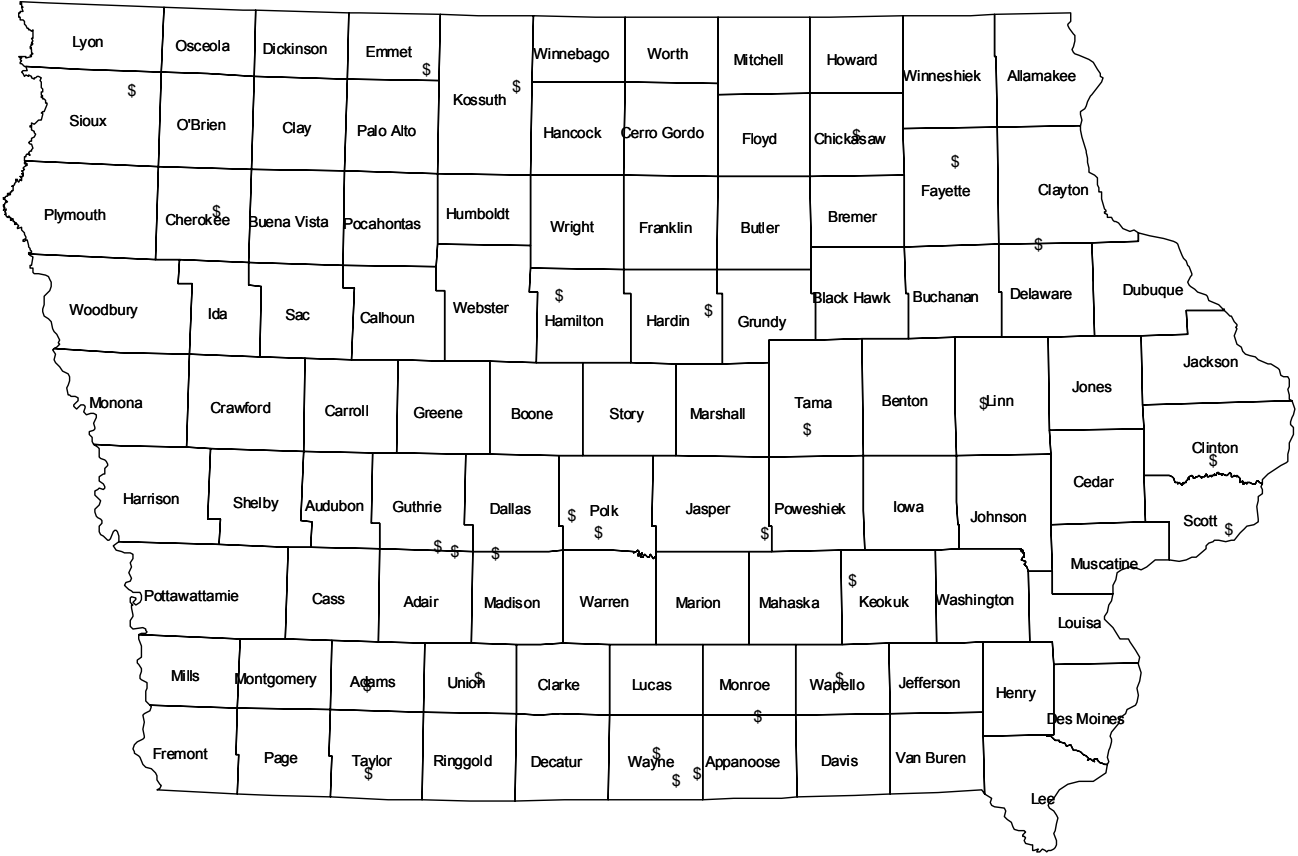 Lyon
Osceola
Dickinson
Emmet
$
Kossuth
$
Winnebago
Worth
Mitchell
Howard
Winneshiek
Allamakee
$
Sioux
O'Brien
Clay
Palo Alto
Hancock
Cerro Gordo
Floyd
Chickasaw
$
$
Fayette
Clayton
Plymouth
Cherokee
$
Buena Vista
Pocahontas
Humboldt
Wright
Franklin
Butler
Bremer
$
Woodbury
Ida
Sac
Calhoun
Webster
$
Hamilton
Hardin
$
Grundy
Black Hawk
Buchanan
Delaware
Dubuque
Jackson
Monona
Crawford
Carroll
Greene
Boone
Story
Marshall
Tama
$
Benton
$
Linn
Jones
Clinton
$
Harrison
Shelby
Audubon
Guthrie
Dallas
$
Polk
$
Jasper
$
Poweshiek
Iowa
Johnson
Cedar
Scott
$
Muscatine
$
$
$
Pottawattamie
Cass
Adair
Madison
Warren
Marion
Mahaska
$
Keokuk
Washington
Louisa
Mills
Montgomery
Adams
$
Union
$
Clarke
Lucas
Monroe
Wapello
$
Jefferson
Henry
Des Moines
$
Fremont
Page
Taylor
$
Ringgold
Decatur
Wayne
$
$
$
Appanoose
Davis
Van Buren
Lee